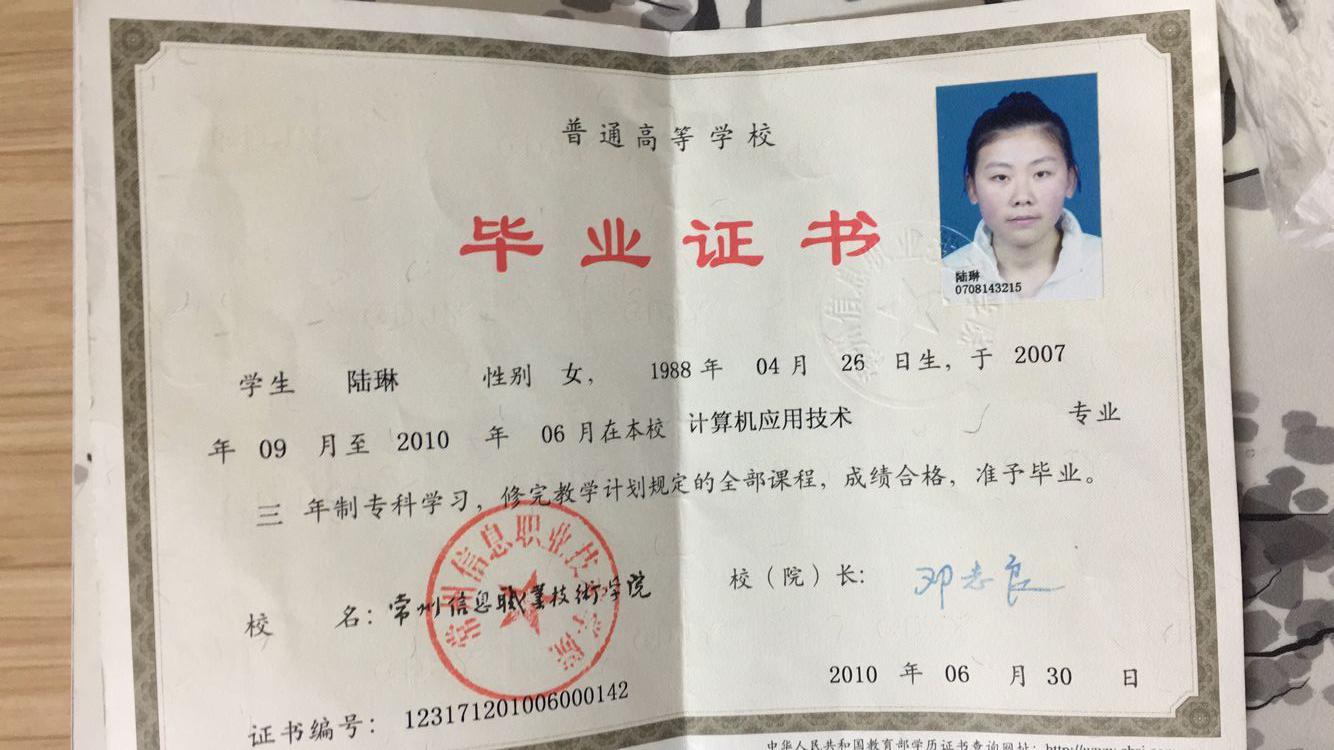 普通高等学校
毕业证书
陆琳
0708143215
学生 陆琳 性别 女， 1988 年 04 月 26 日生，于 2007
年 09 月至 2010 年 06 月在本校 计算机应用技术 专业
三 年制专科学习，修完教学计划规定的全部课程，成绩合格，准予毕业。
校 名：常州信息職業技術学院
常州信息职业技术学院
校（院）长：邓志良
2010 年 06 月 30 日
证书编号：123171201006000142
中华人民共和国教育部学历证书查询网址：http://www.chsi.com